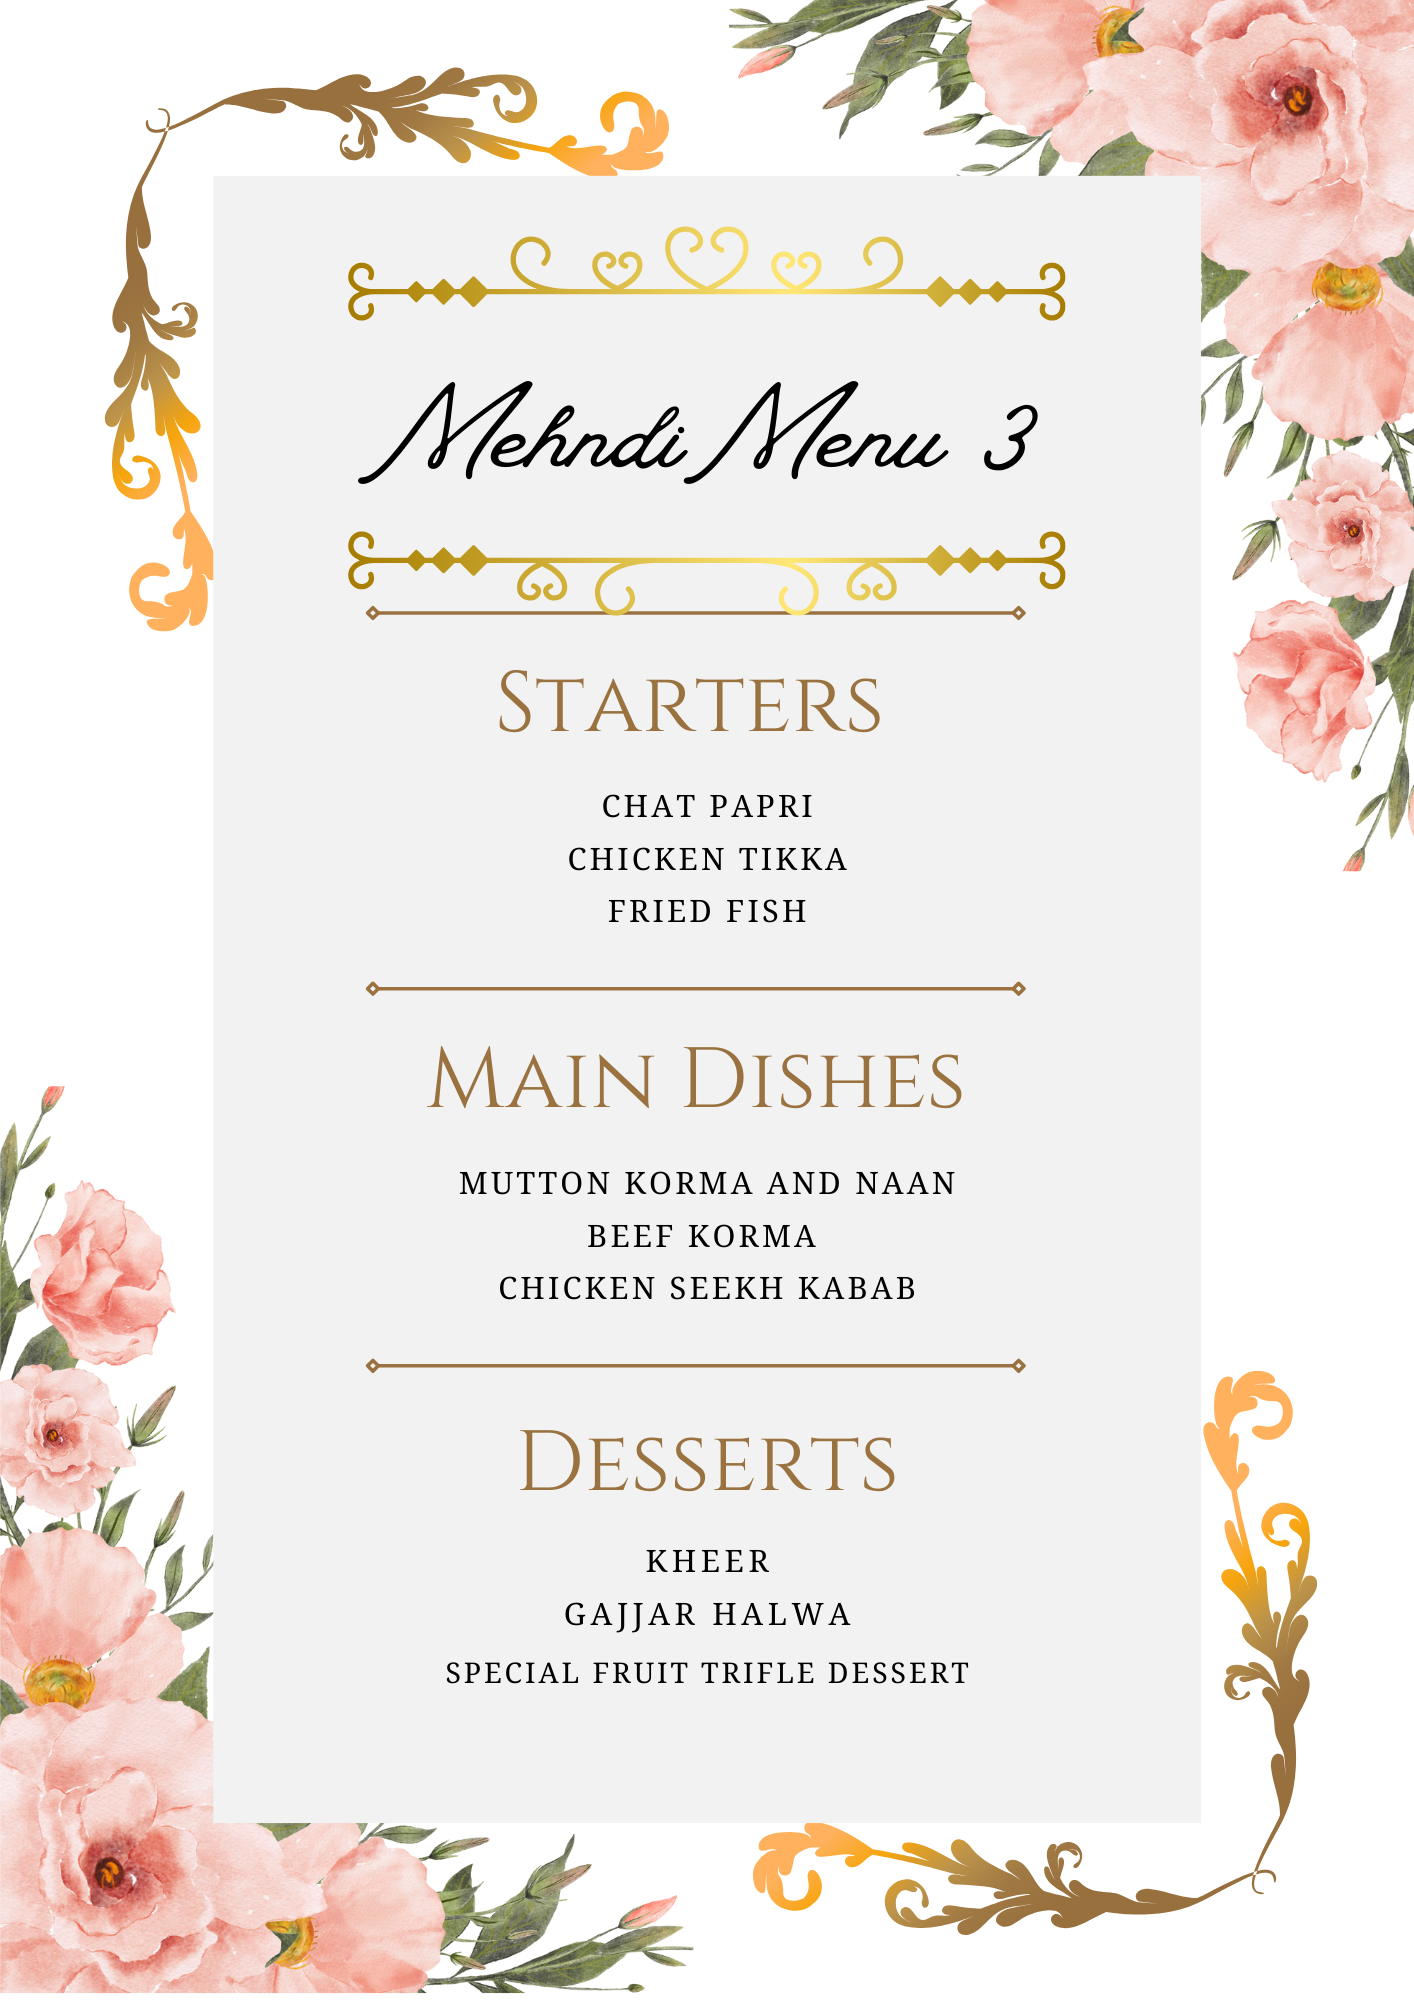 Mehndi Menu 3
Starters
CHAT PAPRI
CHICKEN TIKKA
FRIED FISH
Main Dishes
MUTTON KORMA AND NAAN
BEEF KORMA
CHICKEN SEEKH KABAB
Desserts
KHEER
GAJJAR HALWA
SPECIAL FRUIT TRIFLE DESSERT